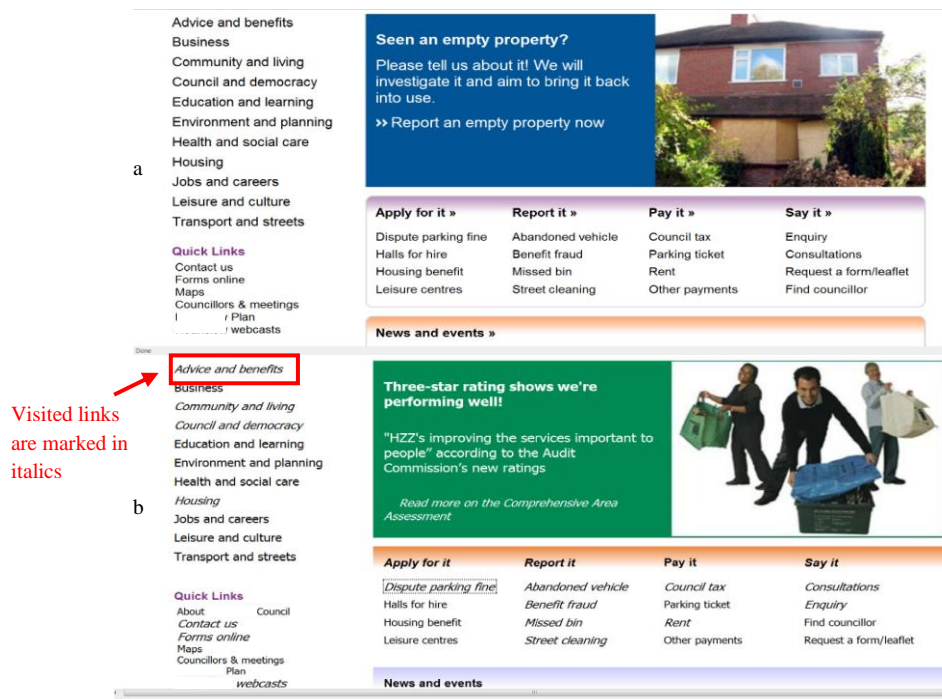 Advice and benefits
Business
Community and living
Council and democracy
Education and learning
Environment and planning
Health and social care
Housing
Jobs and careers
Leisure and culture
Transport and streets
Quick Links
Contact us
Forms online
Maps
Councillors & meetings
Plan
webcasts
a
Seen an empty property?
Please tell us about it! We will
investigate it and aim to bring it back
into use.
›› Report an empty property now
Apply for it » Report it » Pay it » Say it »
Dispute parking fine Abandoned vehicle Council tax Enquiry
Halls for hire Benefit fraud Parking ticket Consultations
Housing benefit Missed bin Rent Request a form/leaflet
Leisure centres Street cleaning Other payments Find councillor
News and events »
Done
Visited links
are marked in
italics
b
Advice and benefits
Business
Community and living
Council and democracy
Education and learning
Environment and planning
Health and social care
Housing
Jobs and careers
Leisure and culture
Transport and streets
Quick Links
About Council
Contact us
Forms online
Maps
Councillors & meetings
Plan
webcasts
Three-star rating shows we're
performing well!
"HZZ's improving the services important to
people” according to the Audit
Commission's new ratings
Read more on the Comprehensive Area
Assessment
Apply for it Report it Pay it Say it
Dispute parking fine Abandoned vehicle Council tax Consultations
Halls for hire Benefit fraud Parking ticket Enquiry
Housing benefit Missed bin Rent Find councillor
Leisure centres Street cleaning Other payments Request a form/leaflet
News and events